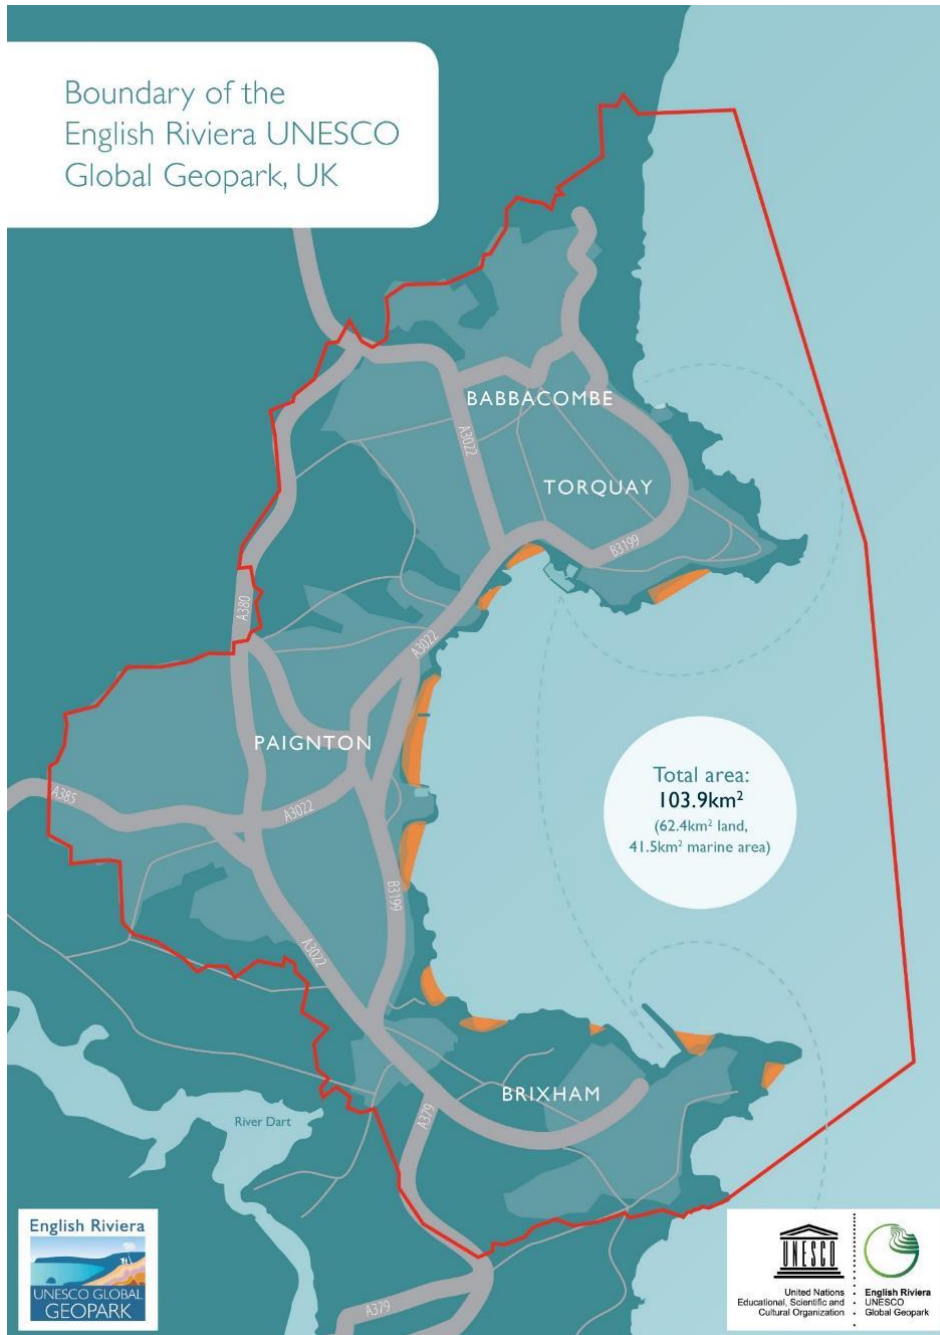 Boundary of the
English Riviera UNESCO
Global Geopark, UK
BABBACOMBE
A3022
TORQUAY
B3199
A380
A3022
PAIGNTON
Total area:
103.9km²
(62.4km² land,
41.5km² marine area)
A385
A3022
B3199
A3022
BRIXHAM
A379
River Dart
English Riviera
UNESCO GLOBAL
GEOPARK
A379
UNESCO
United Nations
Educational, Scientific and
Cultural Organization
English Riviera
UNESCO
Global Geopark